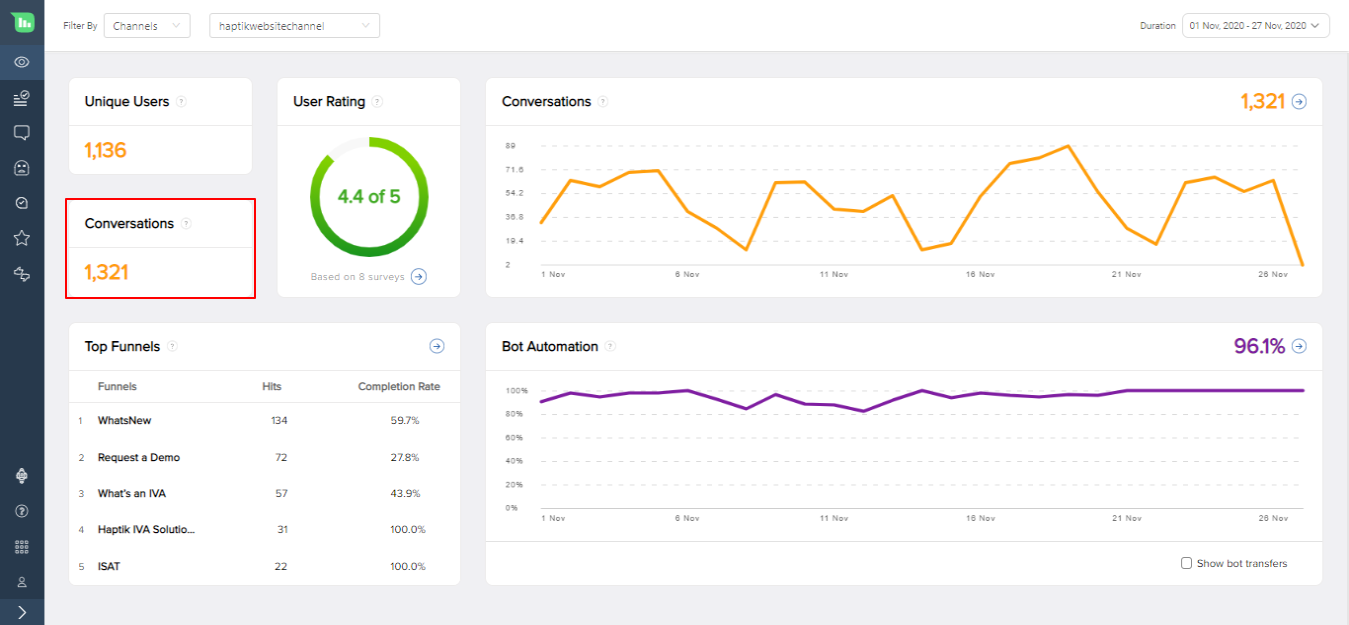 Filter By Channels haptikwebsitechannel Duration 01 Nov, 2020 - 27 Nov, 2020
Unique Users ?
1,136
Conversations ?
1,321
User Rating ?
4.4 of 5
Based on 8 surveys
Conversations ? 1,321
89
71.6
54.2
36.8
19.4
2
1 Nov 6 Nov 11 Nov 16 Nov 21 Nov 26 Nov
Top Funnels ?
Funnels Hits Completion Rate
1 WhatsNew 134 59.7%
2 Request a Demo 72 27.8%
3 What's an IVA 57 43.9%
4 Haptik IVA Solutio... 31 100.0%
5 ISAT 22 100.0%
Bot Automation ? 96.1%
100%
80%
60%
40%
20%
0%
1 Nov 6 Nov 11 Nov 16 Nov 21 Nov 26 Nov
Show bot transfers